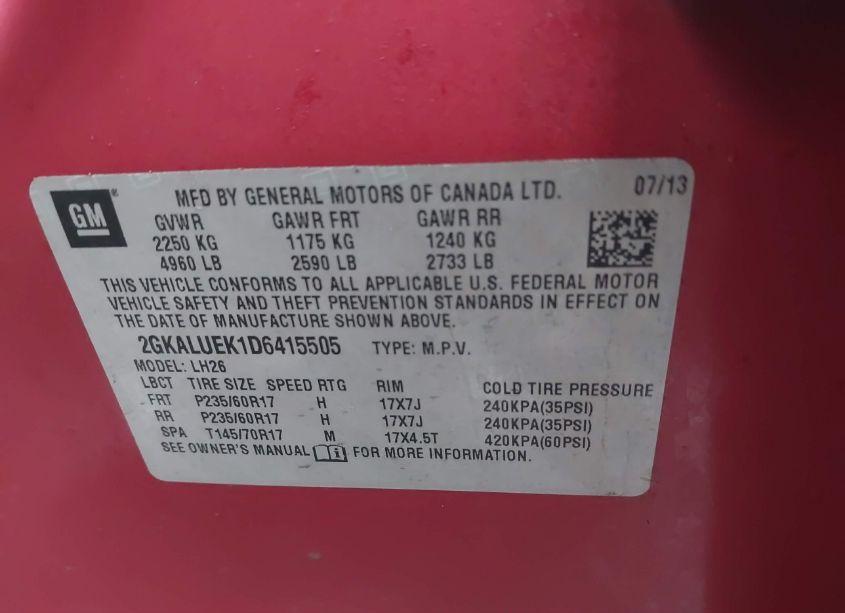 GM
MFD BY GENERAL MOTORS OF CANADA LTD. 07/13
GVWR GAWR FRT GAWR RR
2250 KG 1175 KG 1240 KG
4960 LB 2590 LB 2733 LB
THIS VEHICLE CONFORMS TO ALL APPLICABLE U.S. FEDERAL MOTOR
VEHICLE SAFETY AND THEFT PREVENTION STANDARDS IN EFFECT ON
THE DATE OF MANUFACTURE SHOWN ABOVE.
2GKALUEK1D6415505 TYPE: M.P.V.
MODEL: LH26
LBCT TIRE SIZE SPEED RTG RIM COLD TIRE PRESSURE
FRT P235/60R17 H 17X7J 240KPA(35PSI)
RR P235/60R17 H 17X7J 240KPA(35PSI)
SPA T145/70R17 M 17X4.5T 420KPA(60PSI)
SEE OWNER'S MANUAL FOR MORE INFORMATION.